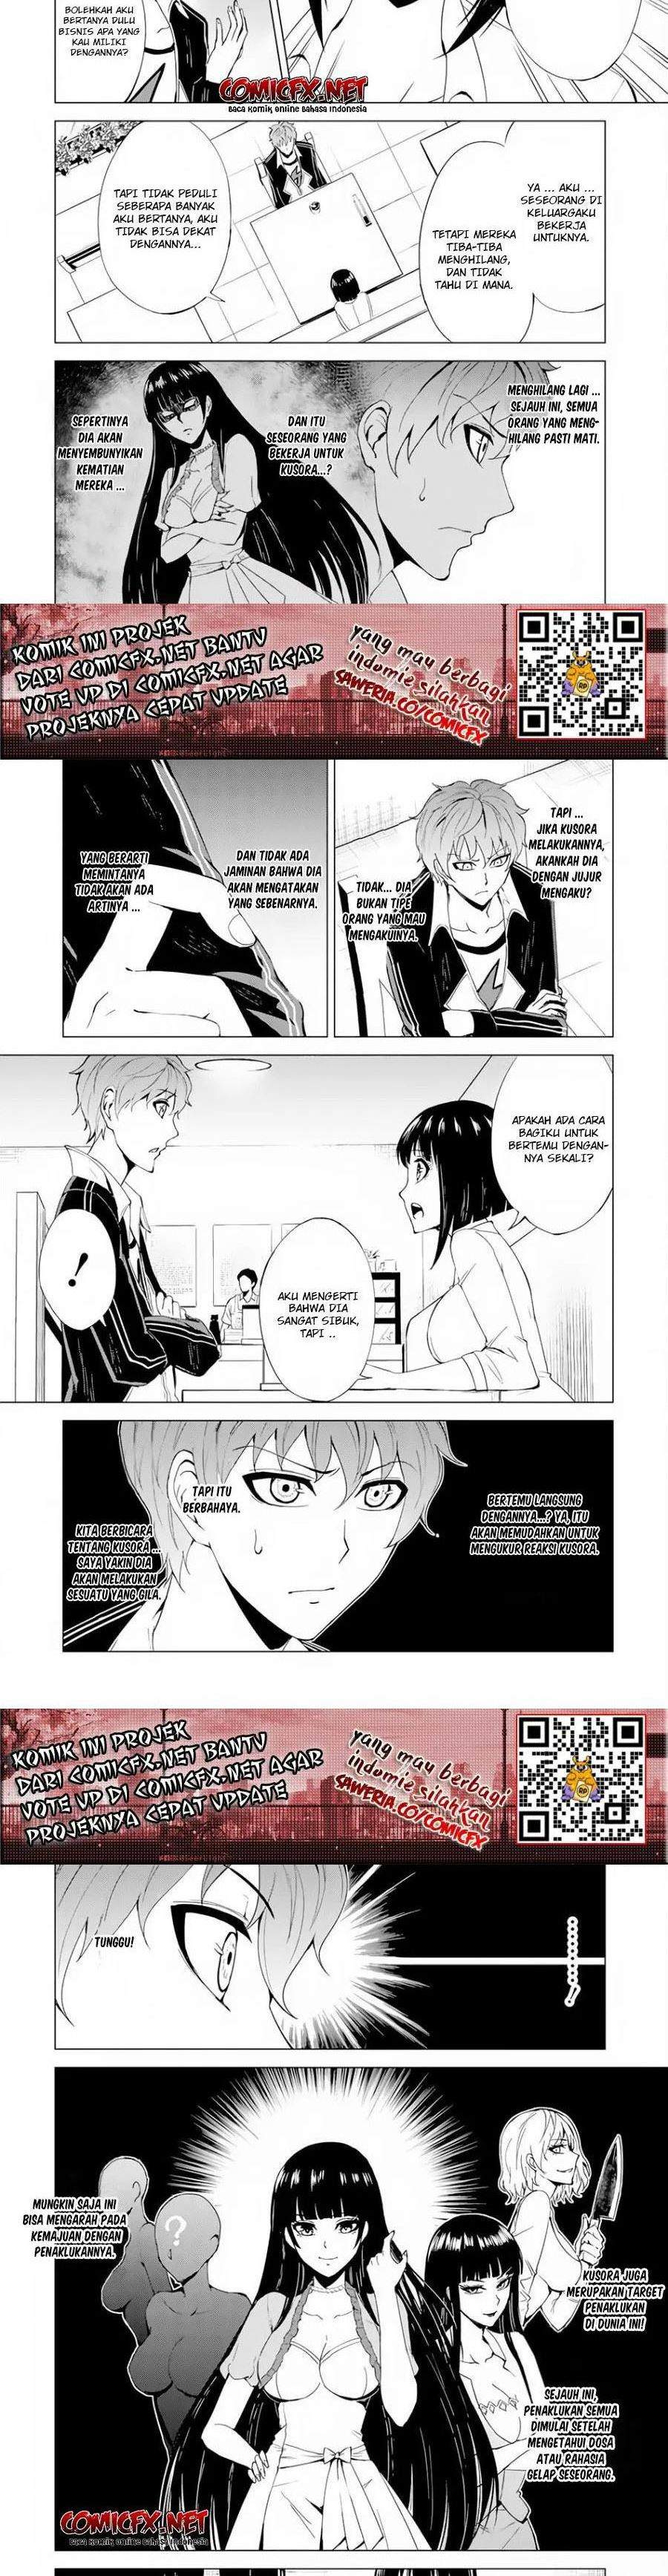 BOLEHKAH AKU
BERTANYA DULU
BISNIS APA YANG
KAU MILIKI
DENGANNYA?
COMICFX.NET
Baca Komik Online Bahasa Indonesia
YA ... AKU ...
SESEORANG DI
KELUARGAKU
BEKERJA
UNTUKNYA.
TETAPI MEREKA
TIBA-TIBA
MENGHILANG,
DAN TIDAK
TAHU DI MANA.
TAPI TIDAK PEDULI
SEBERAPA BANYAK
AKU BERTANYA, AKU
TIDAK BISA DEKAT
DENGANNYA...
MENGHILANG LAGI ...
SEJAUH INI, SEMUA
ORANG YANG MENG-
HILANG PASTI MATI.
DAN ITU
SESEORANG YANG
BEKERJA UNTUK
KUSORA...?
SEPERTINYA
DIA AKAN
MENYEMBUNYIKAN
KEMATIAN
MEREKA ...
KOMIK INI PROJEK
DARI COMICFX.NET BANTU
VOTE UP DI COMICFX.NET AGAR
PROJEKNYA CEPAT UPDATE
yang mau berbagi
indomie silahkan
SAWERIA.CO/COMICFX
TAPI ...
JIKA KUSORA
MELAKUKANNYA,
AKANKAH DIA
DENGAN JUJUR
MENGAKU?
TIDAK... DIA
BUKAN TIPE
ORANG YANG MAU
MENGAKUINYA.
DAN TIDAK ADA
JAMINAN BAHWA DIA
AKAN MENGATAKAN
YANG SEBENARNYA.
YANG BERARTI
MEMINTANYA
TIDAK AKAN ADA
ARTINYA ...
APAKAH ADA CARA
BAGIKU UNTUK
BERTEMU DENGAN-
NYA SEKALI?
!
AKU MENGERTI
BAHWA DIA
SANGAT SIBUK,
TAPI ..
BERTEMU LANGSUNG
DENGANNYA...? YA, ITU
AKAN MEMUDAHKAN UNTUK
MENGUKUR REAKSI KUSORA.
TAPI ITU
BERBAHAYA.
KITA BERBICARA
TENTANG KUSORA ...
SAYA YAKIN DIA
AKAN MELAKUKAN
SESUATU YANG GILA.
KOMIK INI PROJEK
DARI COMICFX.NET BANTU
VOTE UP DI COMICFX.NET AGAR
PROJEKNYA CEPAT UPDATE
yang mau berbagi
indomie silahkan
SAWERIA.CO/COMICFX
TUNGGU!
KUSORA JUGA
MERUPAKAN TARGET
PENAKLUKAN
DI DUNIA INI!
MUNGKIN SAJA INI
BISA MENGARAH PADA
KEMAJUAN DENGAN
PENAKLUKANNYA.
?
SEJAUH INI,
PENAKLUKAN SEMUA
DIMULAI SETELAH
MENGETAHUI DOSA
ATAU RAHASIA
GELAP SESEORANG.
COMICFX.NET
Baca Komik Online Bahasa Indonesia